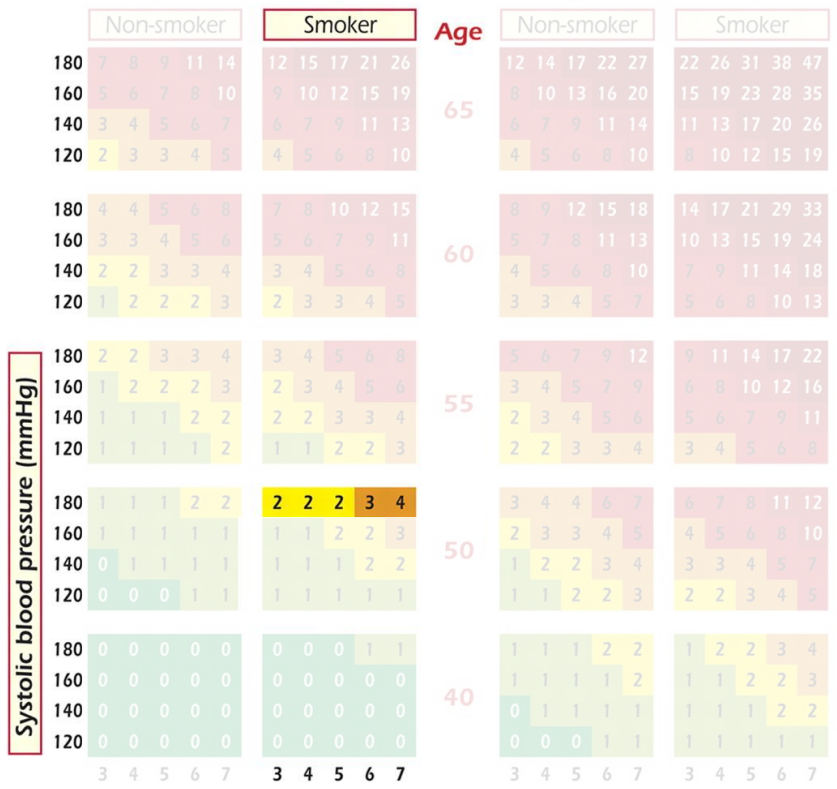 Non-smoker Smoker Age Non-smoker Smoker
180 7 8 9 11 14 12 15 17 21 26 12 14 17 22 27 22 26 31 38 47
160 5 6 7 8 10 9 10 12 15 19 8 10 13 16 20 15 19 23 28 35
65
140 3 4 5 6 7 6 7 9 11 13 6 7 9 11 14 11 13 17 20 26
120 2 3 3 4 5 4 5 6 8 10 4 5 6 8 10 8 10 12 15 19
180 4 4 5 6 8 7 8 10 12 15 8 9 12 15 18 14 17 21 29 33
160 3 3 4 5 6 5 6 7 9 11 5 7 8 11 13 10 13 15 19 24
60
140 2 2 3 3 4 3 4 5 6 8 4 5 6 8 10 7 9 11 14 18
120 1 2 2 2 3 2 3 3 4 5 3 3 4 5 7 5 6 8 10 13
Systolic blood pressure (mmHg)
180 2 2 3 3 4 3 4 5 6 8 5 6 7 9 12 9 11 14 17 22
160 1 2 2 2 3 2 3 4 5 6 3 4 5 7 9 6 8 10 12 16
55
140 1 1 1 2 2 2 2 3 3 4 2 3 4 5 6 5 6 7 9 11
120 1 1 1 1 2 1 1 2 2 3 2 2 3 3 4 3 4 5 6 8
180 1 1 1 2 2 2 2 2 3 4 3 4 4 6 7 6 7 8 11 12
160 1 1 1 1 1 1 1 2 2 3 2 3 3 4 5 4 5 6 8 10
50
140 0 1 1 1 1 1 1 1 2 2 1 2 2 3 4 3 3 4 5 7
120 0 0 0 1 1 1 1 1 1 1 1 1 2 2 3 2 2 3 4 5
180 0 0 0 0 0 0 0 0 1 1 1 1 1 2 2 1 2 2 3 4
160 0 0 0 0 0 0 0 0 0 0 1 1 1 1 2 1 1 2 2 3
40
140 0 0 0 0 0 0 0 0 0 0 0 1 1 1 1 1 1 1 2 2
120 0 0 0 0 0 0 0 0 0 0 0 0 0 1 1 1 1 1 1 1
3 4 5 6 7 3 4 5 6 7 3 4 5 6 7 3 4 5 6 7